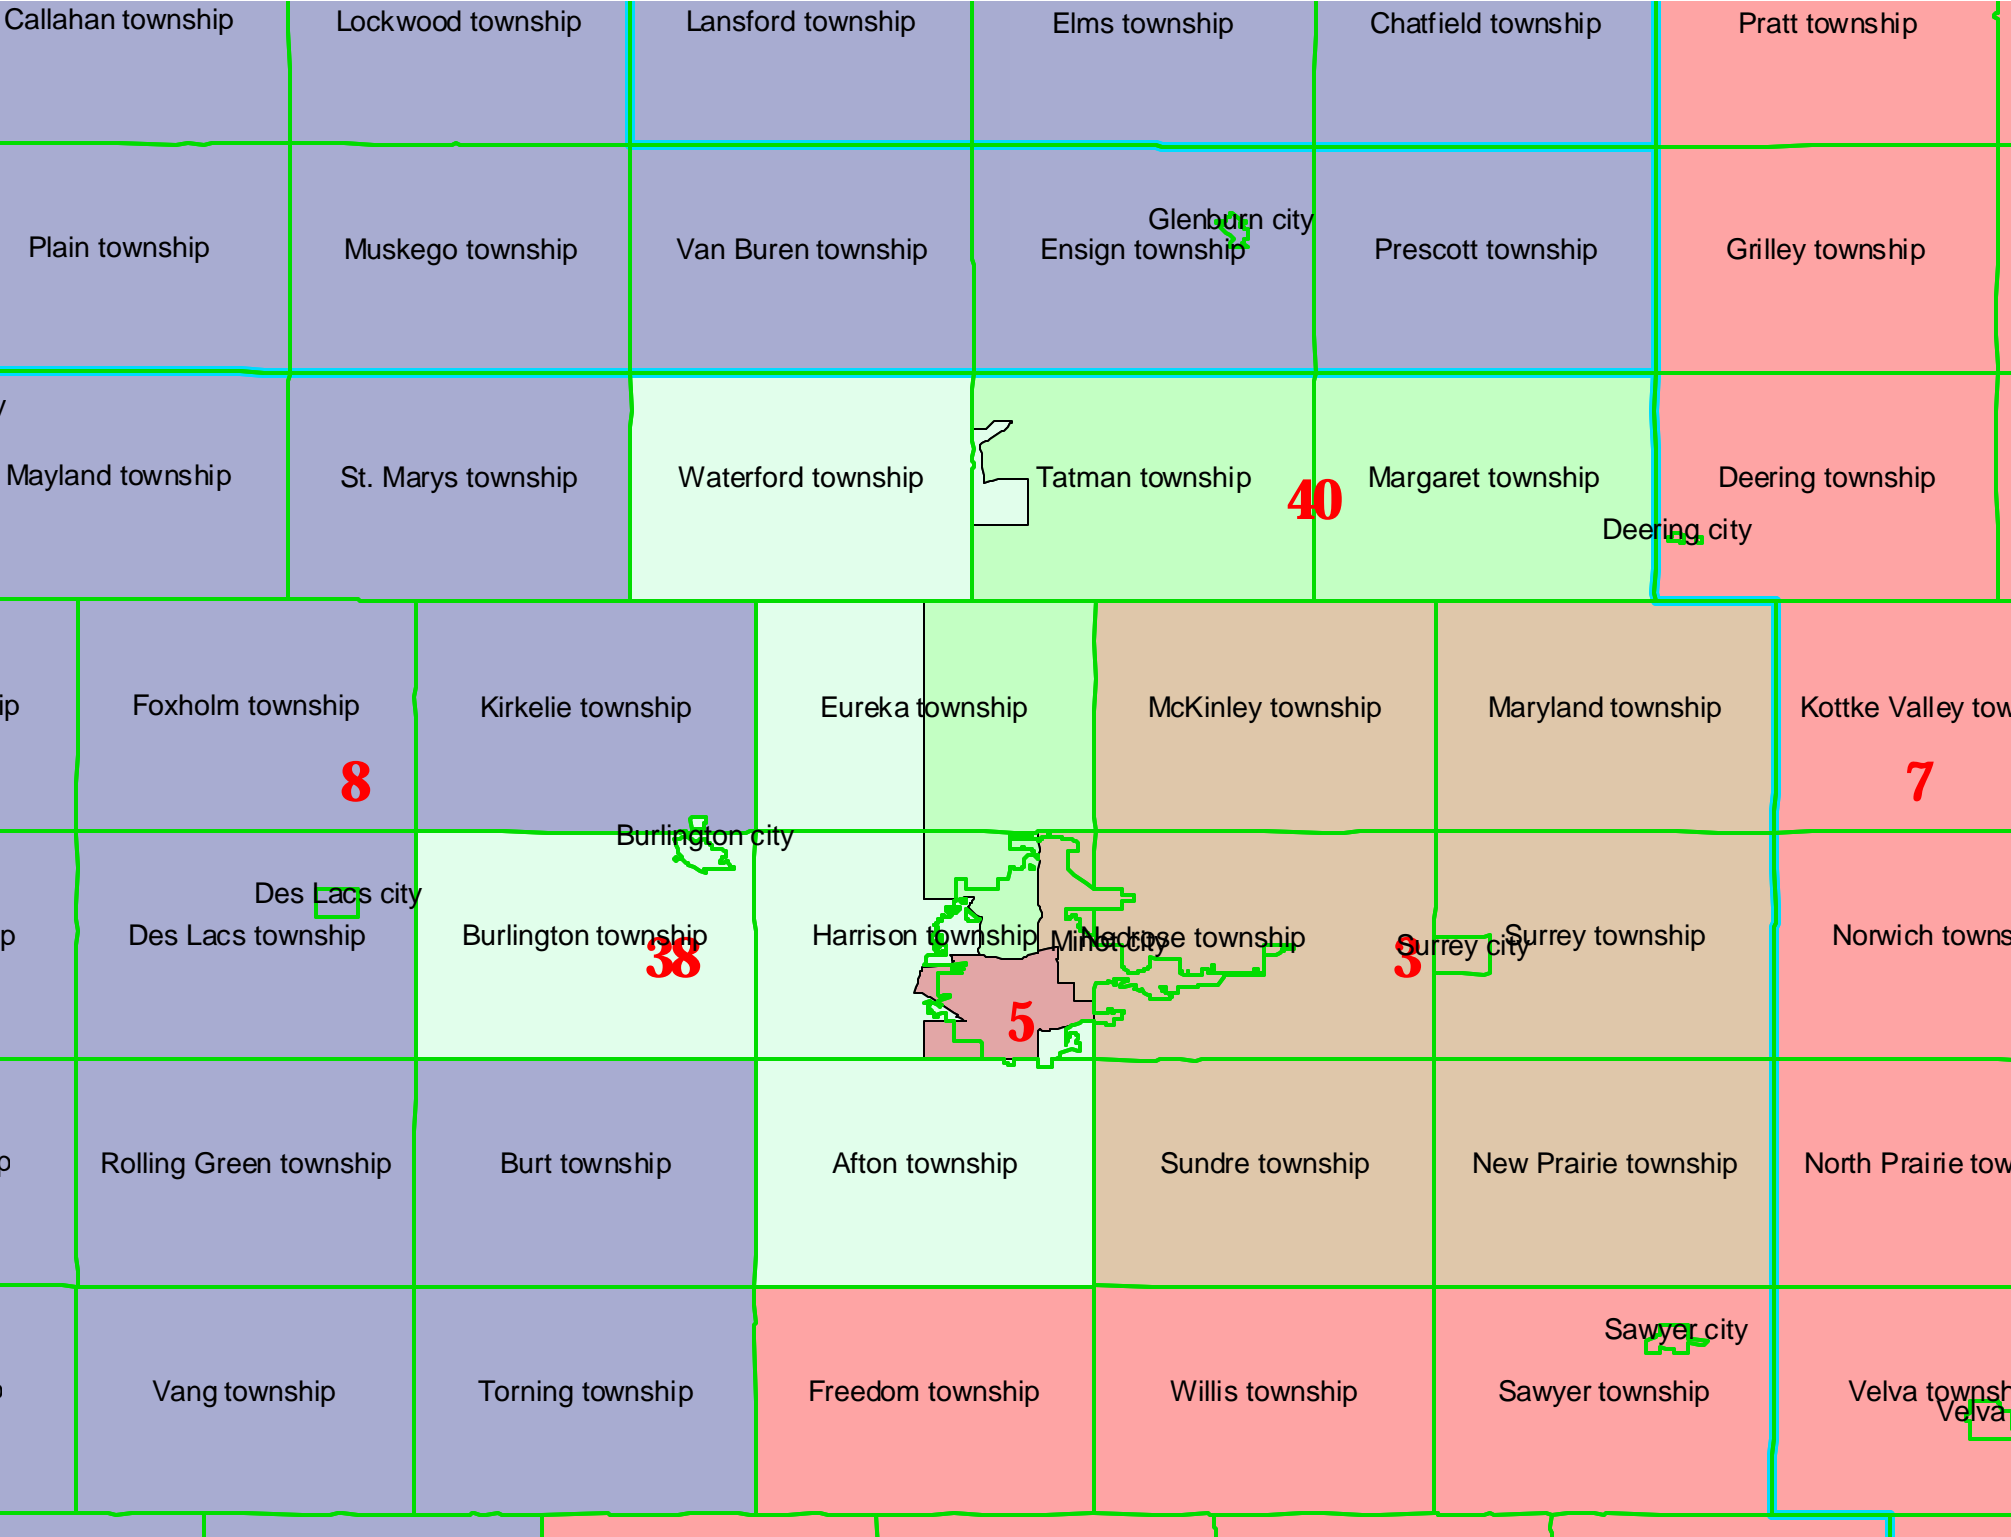 Callahan township
Lockwood township
Lansford township
Elms township
Chatfield township
Pratt township
Glenburn city
Plain township
Muskego township
Van Buren township
Ensign township
Prescott township
Grilley township
y
Mayland township
St. Marys township
Waterford township
Tatman township
40
Margaret township
Deering township
Deering city
ip
Foxholm township
Kirkelie township
Eureka township
McKinley township
Maryland township
Kottke Valley tow
8
7
Burlington city
Des Lacs city
p
Des Lacs township
Burlington township
38
Harrison township
Minot city
Nedrose township
3
Surrey city
Surrey township
Norwich towns
5
p
Rolling Green township
Burt township
Afton township
Sundre township
New Prairie township
North Prairie tow
Sawyer city
Vang township
Torning township
Freedom township
Willis township
Sawyer township
Velva townsh
Velva